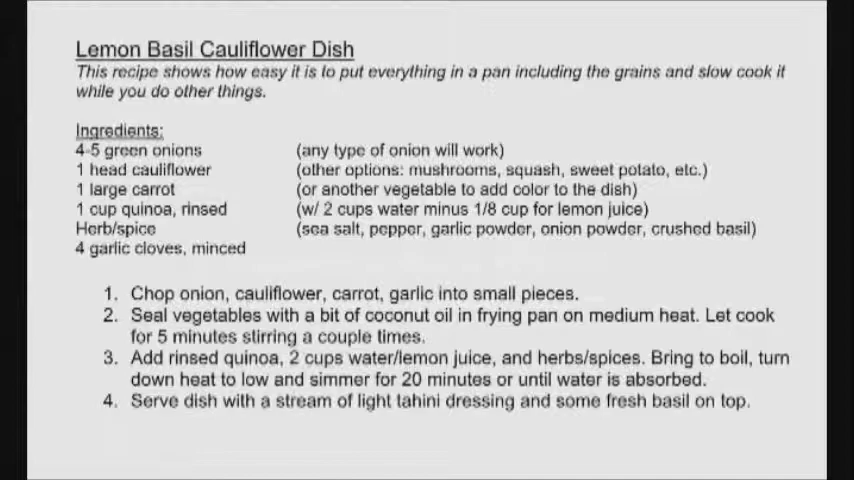 Lemon Basil Cauliflower Dish
This recipe shows how easy it is to put everything in a pan including the grains and slow cook it
while you do other things.
Ingredients:
4-5 green onions (any type of onion will work)
1 head cauliflower (other options: mushrooms, squash, sweet potato, etc.)
1 large carrot (or another vegetable to add color to the dish)
1 cup quinoa, rinsed (w/ 2 cups water minus 1/8 cup for lemon juice)
Herb/spice (sea salt, pepper, garlic powder, onion powder, crushed basil)
4 garlic cloves, minced
1. Chop onion, cauliflower, carrot, garlic into small pieces.
2. Seal vegetables with a bit of coconut oil in frying pan on medium heat. Let cook
for 5 minutes stirring a couple times.
3. Add rinsed quinoa, 2 cups water/lemon juice, and herbs/spices. Bring to boil, turn
down heat to low and simmer for 20 minutes or until water is absorbed.
4. Serve dish with a stream of light tahini dressing and some fresh basil on top.